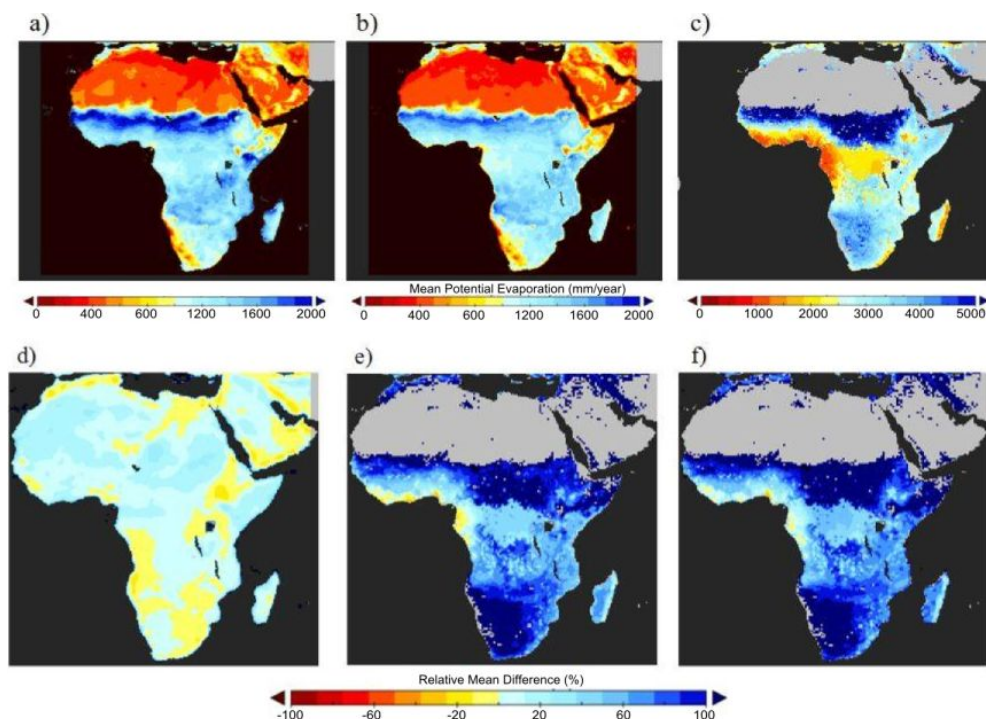 a) b) c)
Mean Potential Evaporation (mm/year)
0 400 600 1200 1600 2000 0 400 600 1200 1600 2000 0 1000 2000 3000 4000 5000
d) e) f)
Relative Mean Difference (%)
-100 -60 -20 20 60 100